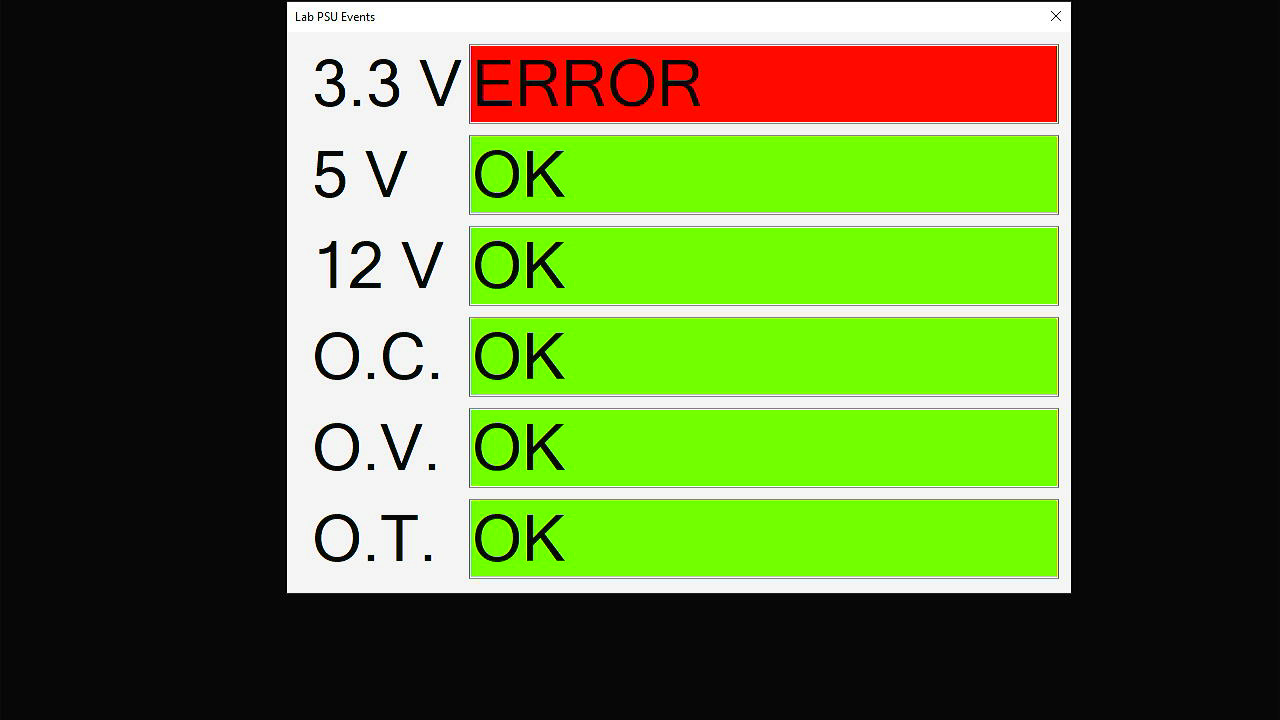 Lab PSU Events
3.3 V ERROR
5 V OK
12 V OK
O.C. OK
O.V. OK
O.T. OK